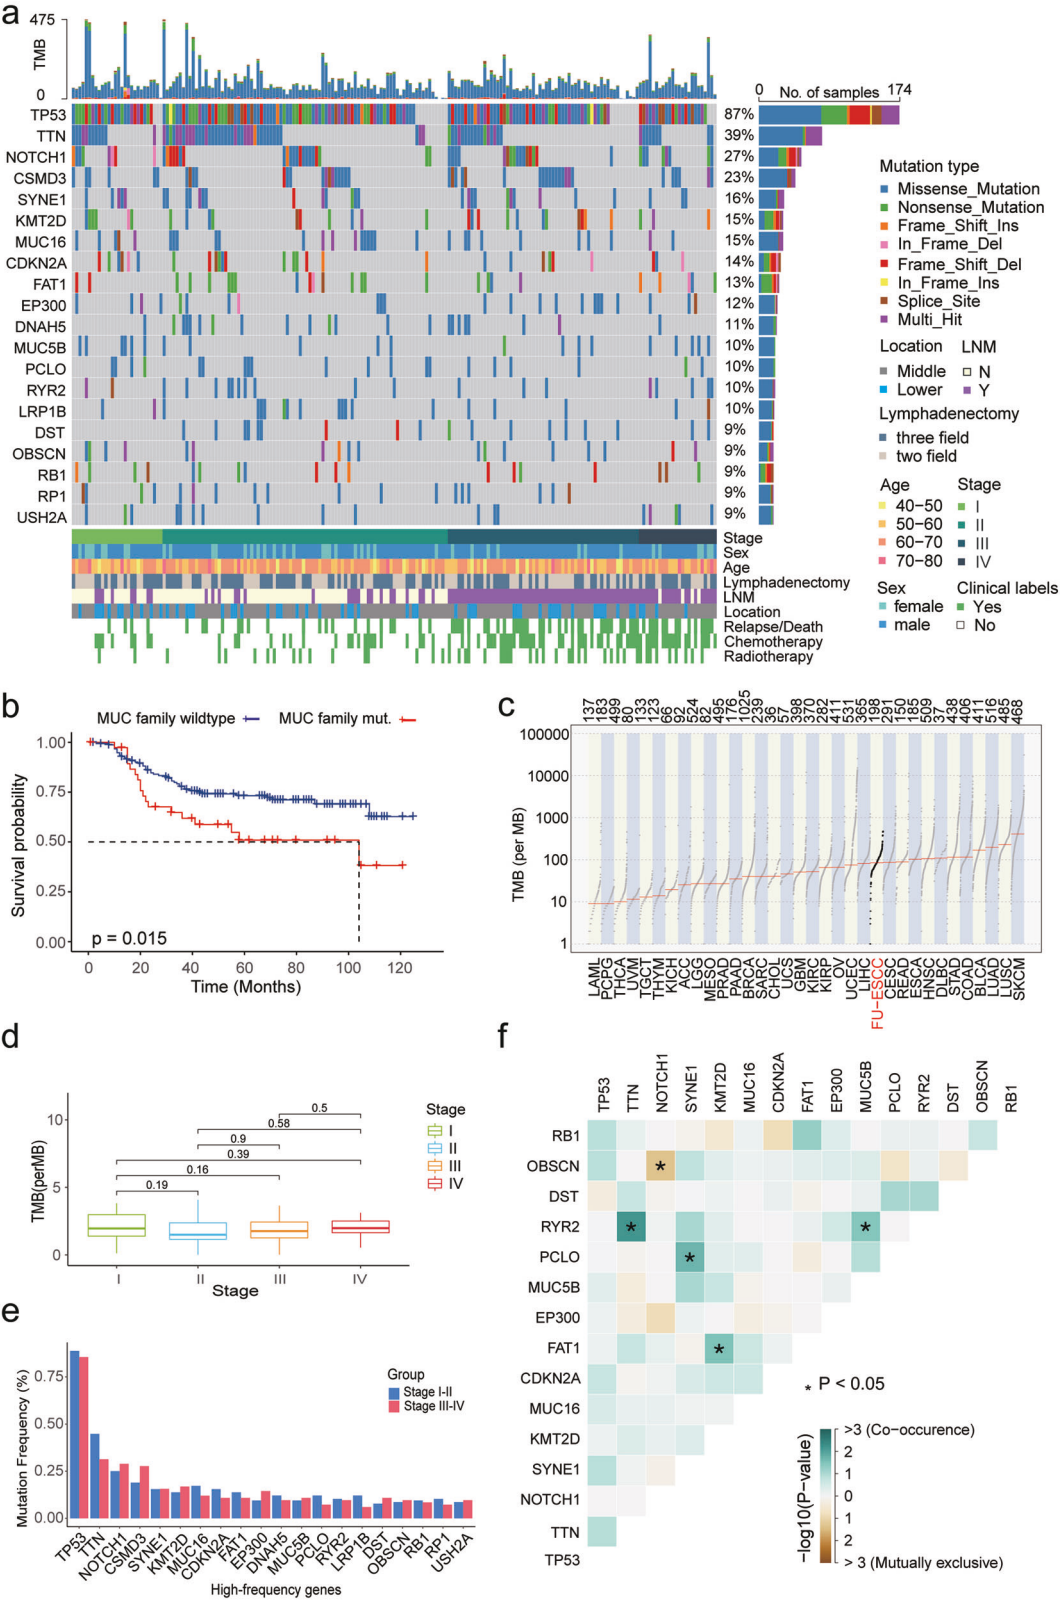 a
475
TMB
0
0 No. of samples 174
TP53 87%
TTN 39%
NOTCH1 27%
CSMD3 23%
SYNE1 16%
KMT2D 15%
MUC16 15%
CDKN2A 14%
FAT1 13%
EP300 12%
DNAH5 11%
MUC5B 10%
PCLO 10%
RYR2 10%
LRP1B 10%
DST 9%
OBSCN 9%
RB1 9%
RP1 9%
USH2A 9%
Stage
Sex
Age
Lymphadenectomy
LNM
Location
Relapse/Death
Chemotherapy
Radiotherapy
Mutation type
Missense_Mutation
Nonsense_Mutation
Frame_Shift_Ins
In_Frame_Del
Frame_Shift_Del
In_Frame_Ins
Splice_Site
Multi_Hit
Location LNM
Middle N
Lower Y
Lymphadenectomy
three field
two field
Age Stage
40-50 I
50-60 II
60-70 III
70-80 IV
Sex Clinical labels
female Yes
male No
b
MUC family wildtype MUC family mut.
Survival probability
1.00
0.75
0.50
0.25
0.00
p = 0.015
0 20 40 60 80 100 120
Time (Months)
c
137 183 499 80 133 123 66 92 524 82 495 176 1025 239 36 57 398 370 282 411 531 365 198 291 150 185 509 37 438 406 411 516 485 468
TMB (per MB)
100000
10000
1000
100
10
1
LAML PCPG THCA UVM TGCT THYM KICH ACC LGG MESO PRAD PAAD BRCA SARC CHOL UCS GBM KIRC KIRP OV UCEC LIHC FU-ESCC CESC READ ESCA HNSC DLBC STAD COAD BLCA LUAD LUSC SKCM
d
TMB(perMB)
10
5
0
0.5
0.58
0.9
0.39
0.16
0.19
I II III IV
Stage
Stage
I
II
III
IV
e
Mutation Frequency (%)
0.75
0.50
0.25
0.00
Group
Stage I-II
Stage III-IV
TP53 TTN NOTCH1 CSMD3 SYNE1 KMT2D MUC16 CDKN2A FAT1 EP300 DNAH5 MUC5B PCLO RYR2 LRP1B DST OBSCN RB1 RP1 USH2A
High-frequency genes
f
TP53 TTN NOTCH1 SYNE1 KMT2D MUC16 CDKN2A FAT1 EP300 MUC5B PCLO RYR2 DST OBSCN RB1
RB1
OBSCN *
DST
RYR2 * *
PCLO *
MUC5B
EP300
FAT1 *
CDKN2A
MUC16
KMT2D
SYNE1
NOTCH1
TTN
TP53
* P < 0.05
-log10(P-value)
>3 (Co-occurence)
2
1
0
1
2
> 3 (Mutually exclusive)